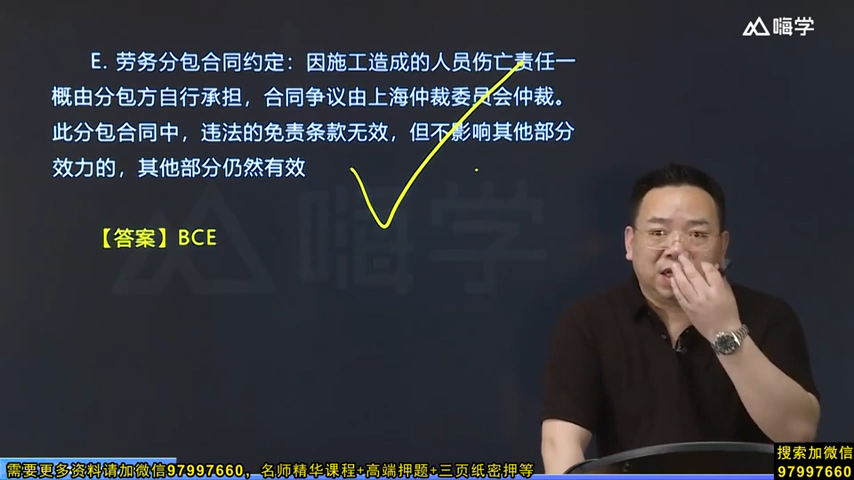 嗨学
E. 劳务分包合同约定：因施工造成的人员伤亡责任一
概由分包方自行承担，合同争议由上海仲裁委员会仲裁。
此分包合同中，违法的免责条款无效，但不影响其他部分
效力的，其他部分仍然有效
【答案】BCE
嗨学
需要更多资料请加微信97997660，名师精华课程+高端押题+三页纸密押等
搜索加微信
97997660